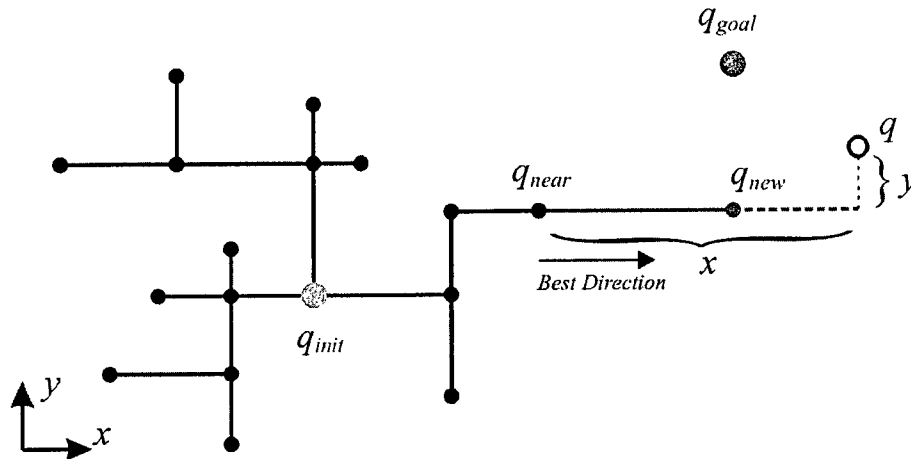 q_goal
q
q_near
q_new
y
x
Best Direction
q_init
y
x